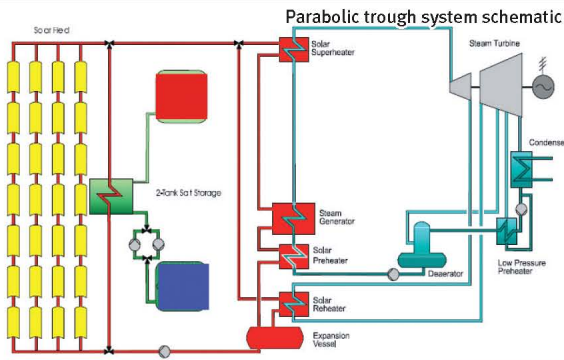 Parabolic trough system schematic
Solar Field
Solar
Superheater
Steam Turbine
Condense
2-Tank Salt Storage
Steam
Generator
Solar
Preheater
Deaerator
Low Pressure
Preheater
Solar
Reheater
Expansion
Vessel